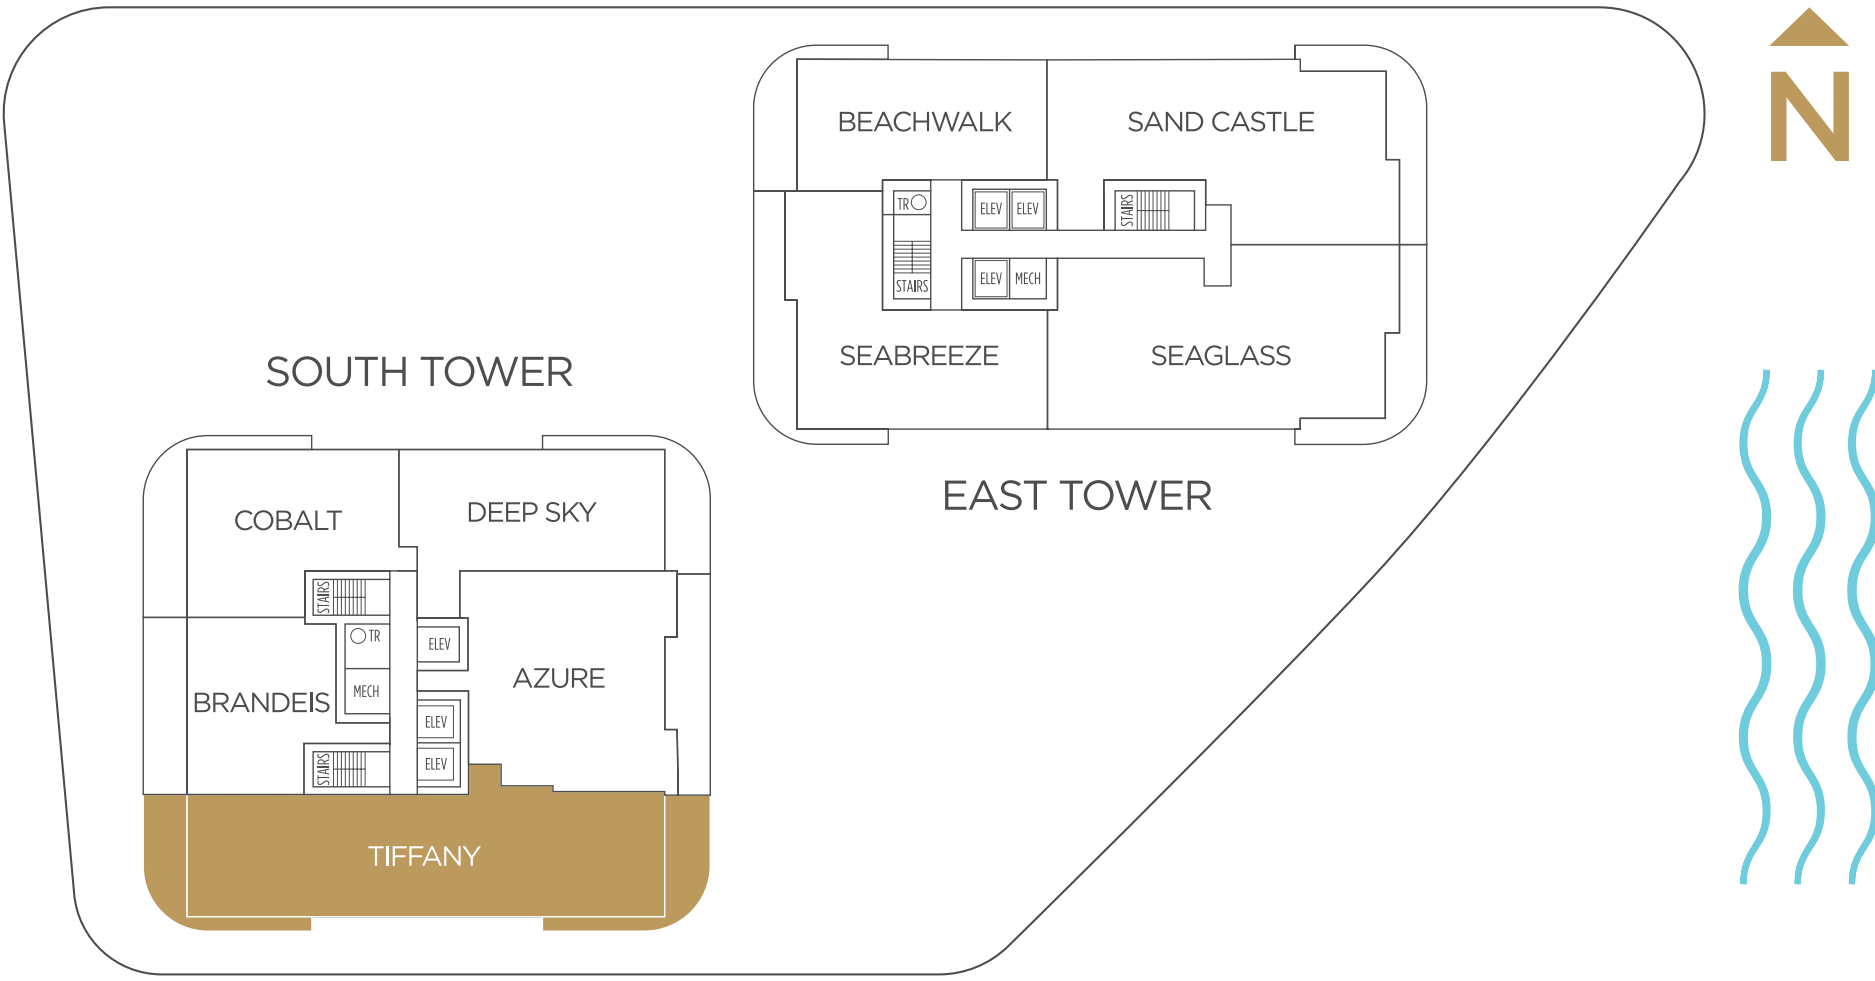 N
BEACHWALK
SAND CASTLE
TR
ELEV
ELEV
STAIRS
STAIRS
ELEV
MECH
SEABREEZE
SEAGLASS
EAST TOWER
SOUTH TOWER
COBALT
DEEP SKY
STAIRS
TR
ELEV
MECH
BRANDEIS
AZURE
ELEV
ELEV
STAIRS
TIFFANY